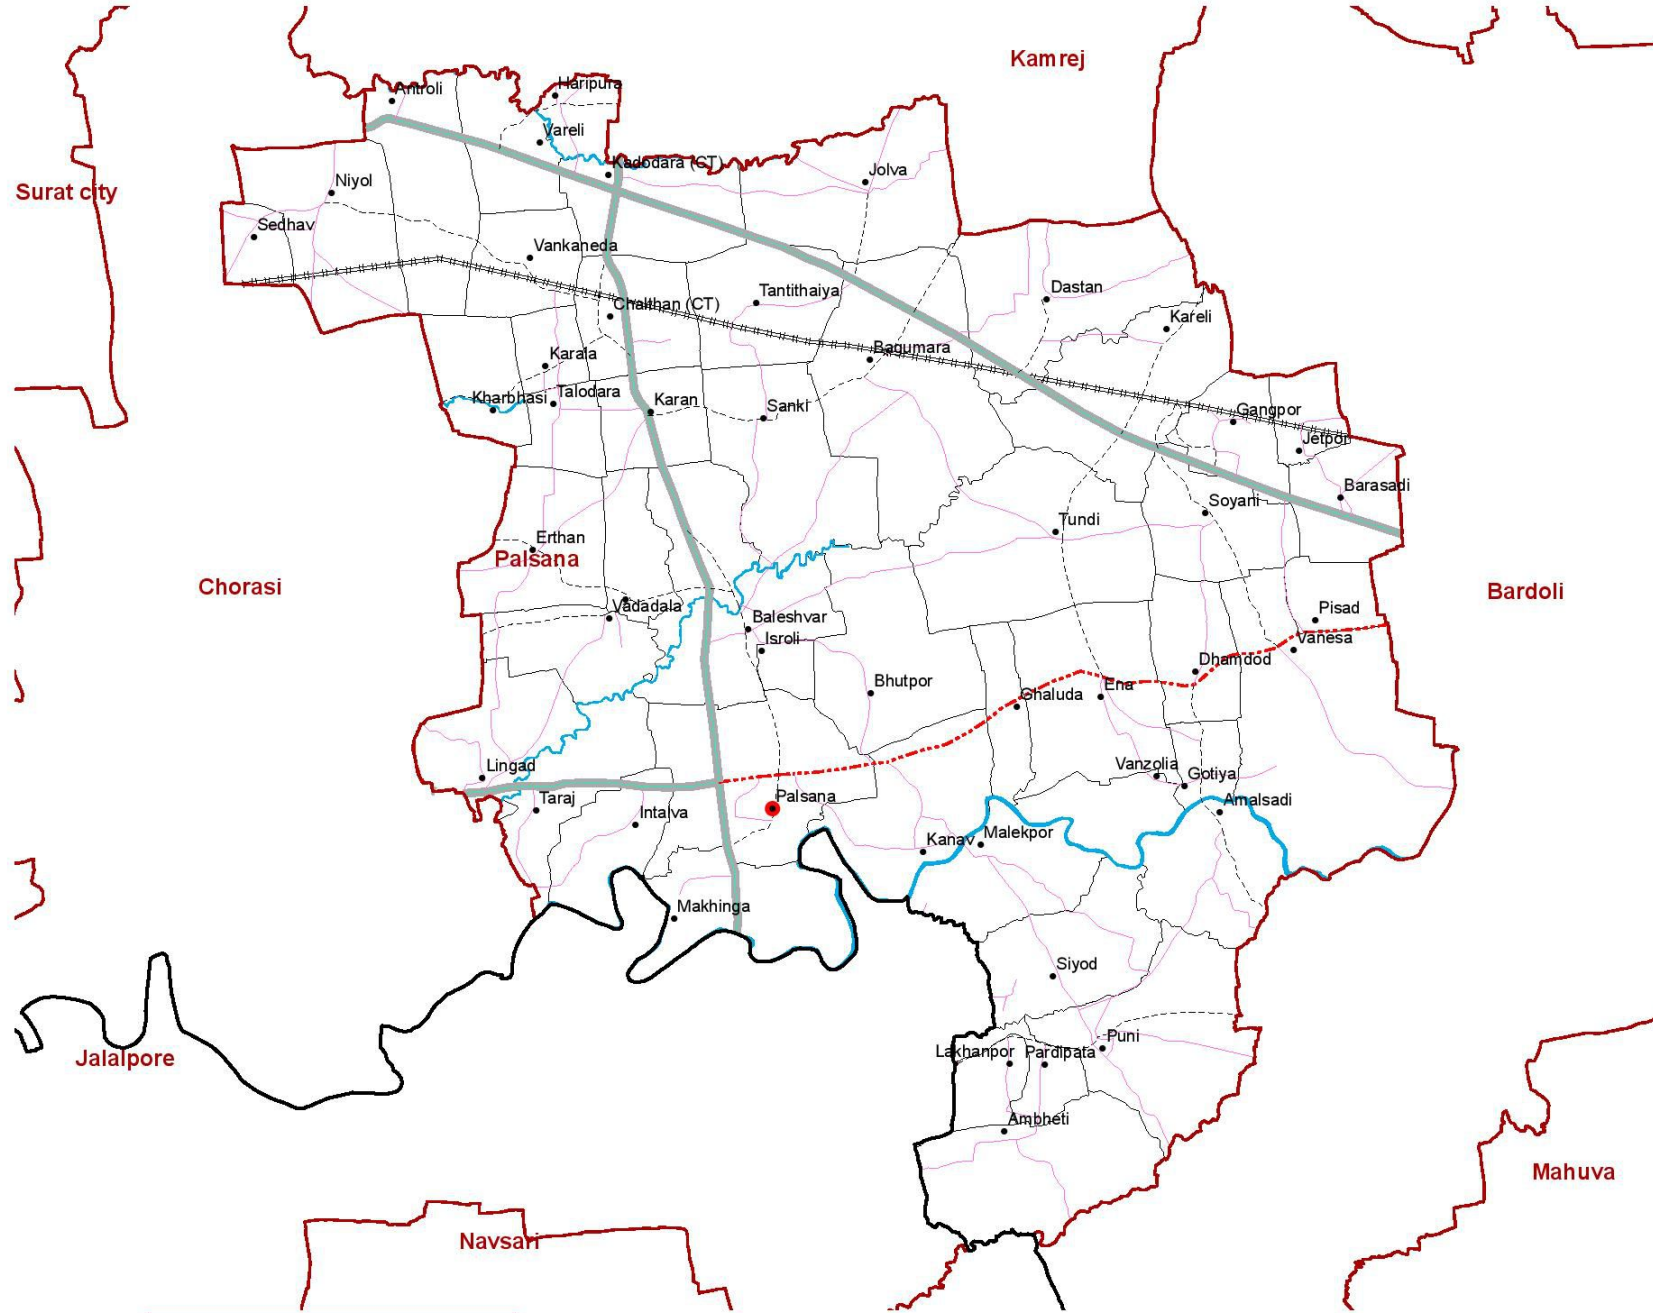 Kamrej
Antroli
Haripura
Vareli
Kadodara (CT)
Jolva
Surat city
Niyol
Sedhav
Vankaneda
Tantithaiya
Dastan
Chalthan (CT)
Kareli
Karala
Bagumara
Kharbhasi
Talodara
Karan
Sanki
Gangpor
Jetpor
Barasadi
Soyani
Tundi
Erthan
Palsana
Chorasi
Bardoli
Vadadala
Baleshvar
Isroli
Pisad
Vanesa
Dhamdod
Bhutpor
Ghaluda
Ena
Lingad
Vanzolia
Gotiya
Taraj
Intalva
Palsana
Amalsadi
Kanav
Malekpor
Makhinga
Siyod
Jalalpore
Lakhanpor
Pardipata
Puni
Ambheti
Mahuva
Navsari